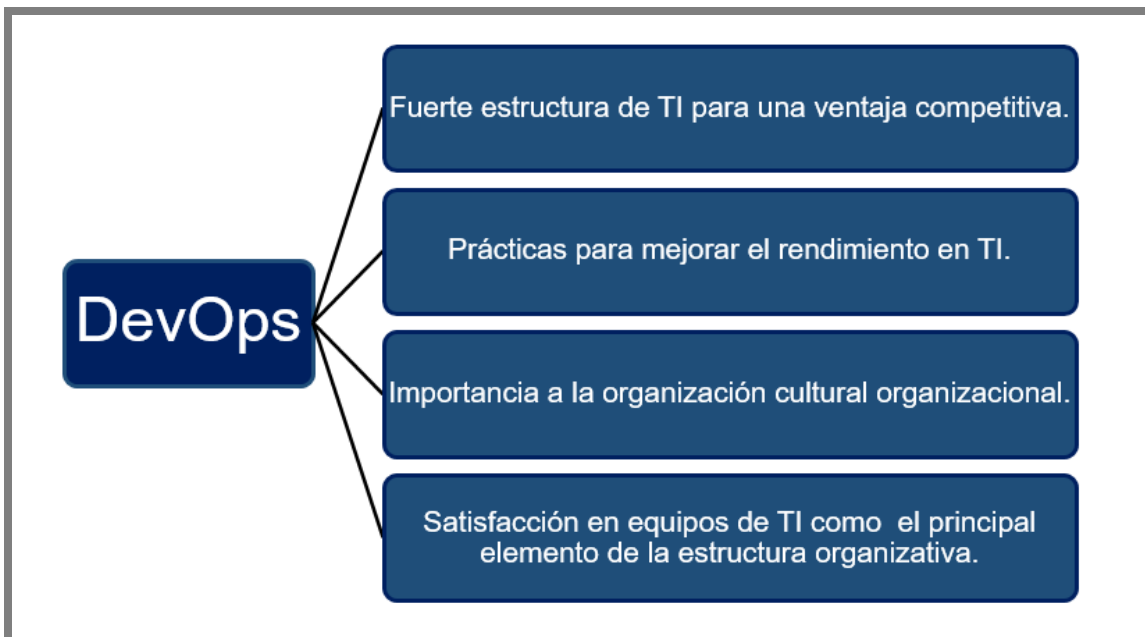 DevOps
Fuerte estructura de TI para una ventaja competitiva.
Prácticas para mejorar el rendimiento en TI.
Importancia a la organización cultural organizacional.
Satisfacción en equipos de TI como  el principal
elemento de la estructura organizativa.